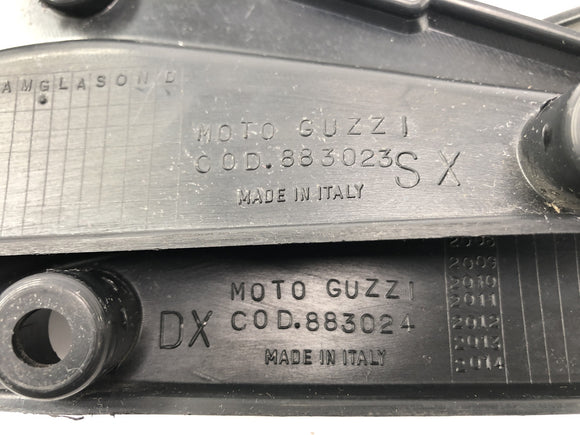 AMGLASOND
MOTO GUZZI
COD.883023
SX
MADE IN ITALY
2009
2010
2011
2012
2013
2014
MOTO GUZZI
DX
COD.883024
MADE IN ITALY